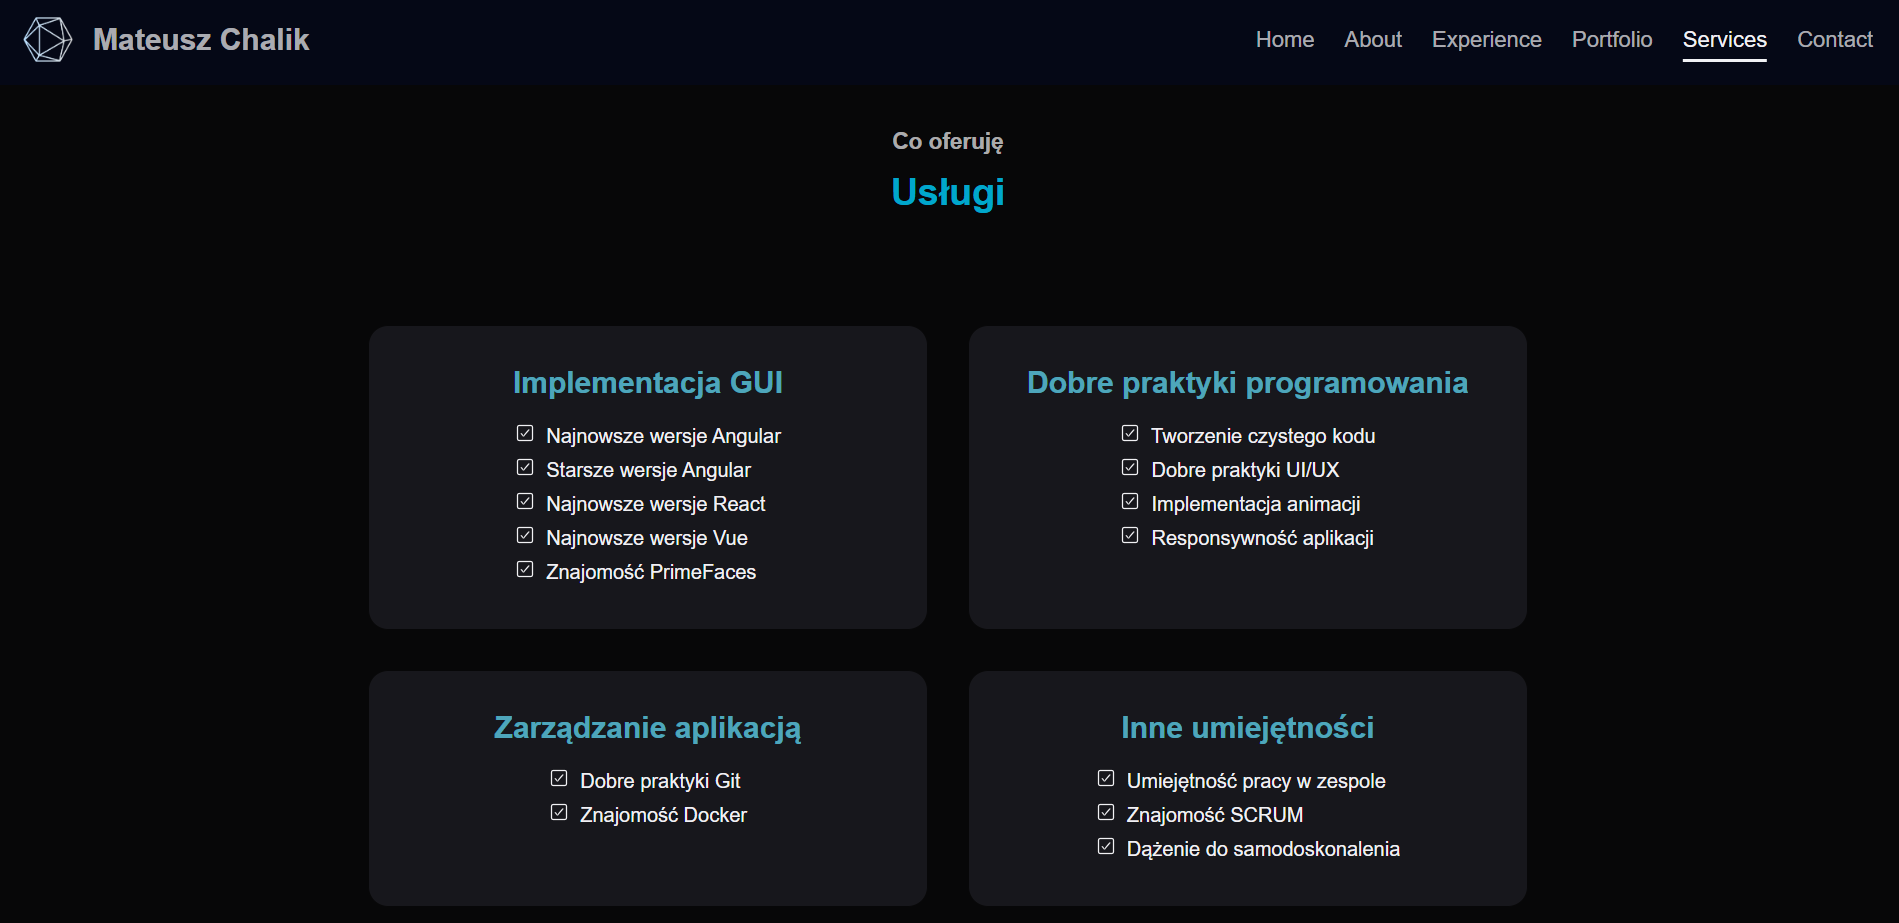 Mateusz Chalik
Home About Experience Portfolio Services Contact
Co oferuję
Usługi
Implementacja GUI
Najnowsze wersje Angular
Starsze wersje Angular
Najnowsze wersje React
Najnowsze wersje Vue
Znajomość PrimeFaces
Dobre praktyki programowania
Tworzenie czystego kodu
Dobre praktyki UI/UX
Implementacja animacji
Responsywność aplikacji
Zarządzanie aplikacją
Dobre praktyki Git
Znajomość Docker
Inne umiejętności
Umiejętność pracy w zespole
Znajomość SCRUM
Dążenie do samodoskonalenia